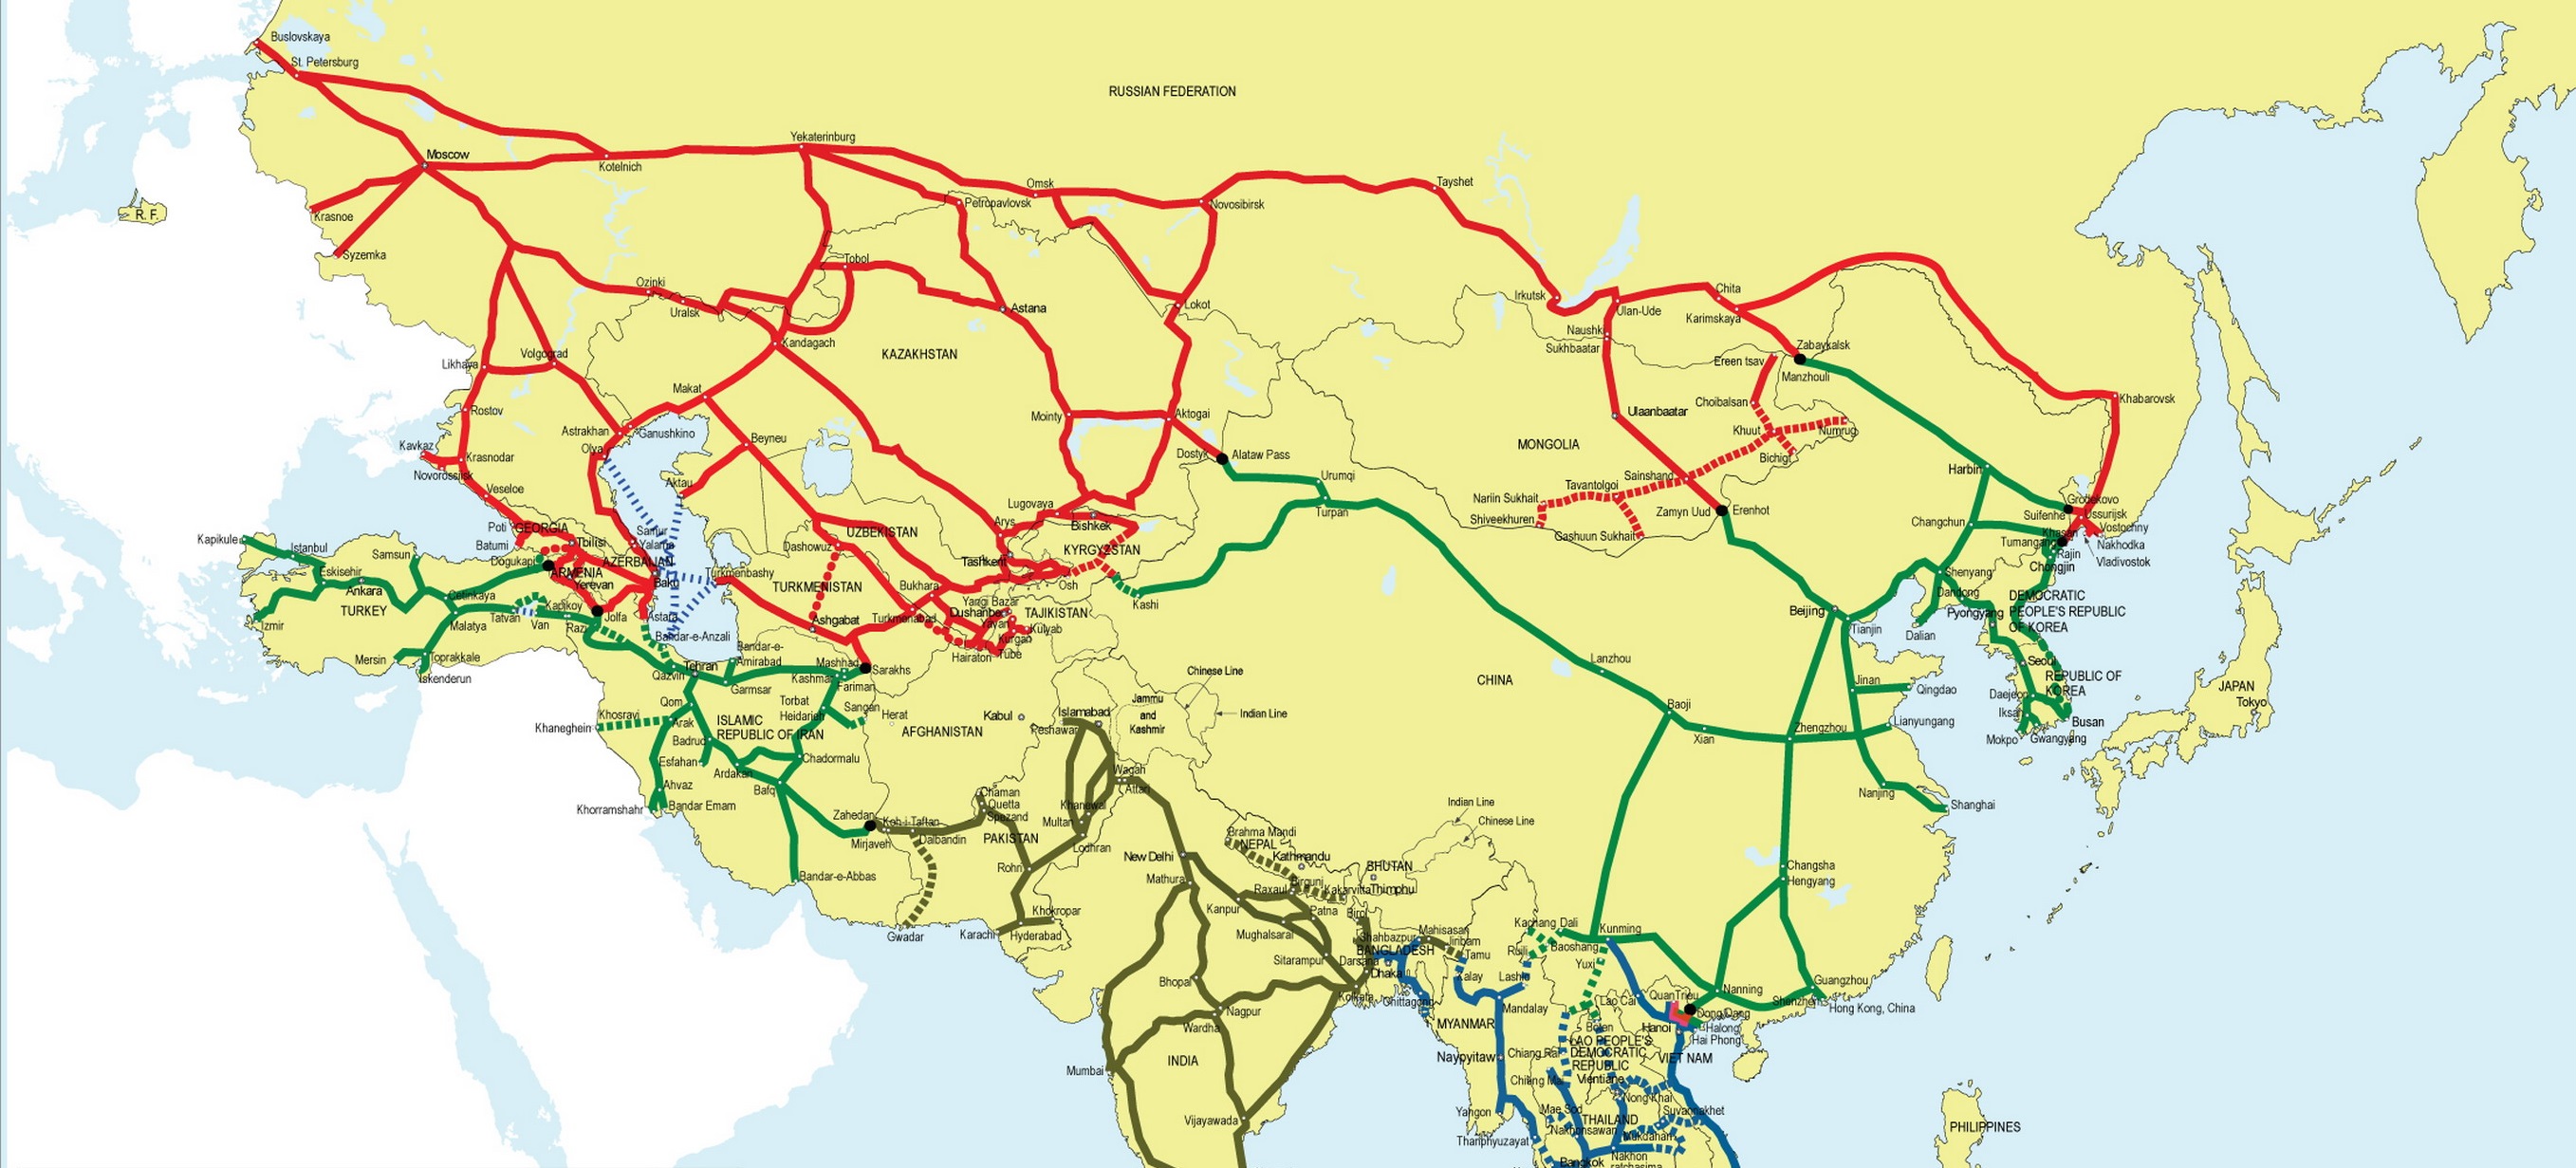 Buslovskaya
St. Petersburg
RUSSIAN FEDERATION
Moscow
Kotelnich
Yekaterinburg
Omsk
Petropavlovsk
Novosibirsk
Tayshet
R. F.
Krasnoe
Syzemka
Tobol
Ozinki
Uralsk
Astana
Lokot
Irkutsk
Ulan-Ude
Chita
Karimskaya
Naushki
Sukhbaatar
Zabaykalsk
Manzhouli
Ereen tsav
Kandagach
KAZAKHSTAN
Likhaya
Volgograd
Makat
Rostov
Mointy
Aktogai
Choibalsan
Ulaanbaatar
Khabarovsk
Astrakhan
Ganushkino
Olya
Beyneu
Kavkaz
Krasnodar
Novorossiisk
Dostyk
Alataw Pass
MONGOLIA
Khuut
Numrug
Bichigt
Harbin
Veseloe
Aktau
Urumqi
Turpan
Sainshand
Tavantolgoi
Nariin Sukhait
Shiveekhuren
Gashuun Sukhait
Zamyn Uud
Erenhot
Lugovaya
Arys
Bishkek
Grodekovo
Ussurijsk
Suifenhe
Vostochny
Nakhodka
Vladivostok
Khasan
Tumangang
Rajin
Chongjin
Changchun
Poti
GEORGIA
Batumi
Tbilisi
Samur
Yalama
UZBEKISTAN
Dashowuz
KYRGYZSTAN
Tashkent
Osh
Kashi
Kapikule
Istanbul
Samsun
Dogukapi
ARMENIA
Yerevan
AZERBAIJAN
Baku
Turkmenbashy
TURKMENISTAN
Bukhara
Eskisehir
Ankara
TURKEY
Izmir
Cetinkaya
Malatya
Tatvan
Van
Kapikoy
Razi
Jolfa
Astara
Bandar-e-Anzali
Ashgabat
Turkmenabad
Yangi Bazar
Dushanbe
Yavan
TAJIKISTAN
Kulyab
Kurgan
Tube
Hairaton
Shenyang
Dandong
DEMOCRATIC
PEOPLE'S REPUBLIC
OF KOREA
Pyongyang
Beijing
Tianjin
Dalian
Mersin
Toprakkale
Iskenderun
Tehran
Qazvin
Bandar-e-
Amirabad
Garmsar
Mashhad
Kashmar
Sarakhs
Fariman
Lanzhou
CHINA
Chinese Line
Indian Line
Jammu
and
Kashmir
Jinan
Qingdao
Seoul
REPUBLIC OF
KOREA
Daejeon
Iksan
Mokpo
Gwangyang
Busan
JAPAN
Tokyo
Qom
Arak
Khosravi
Khaneghein
ISLAMIC
REPUBLIC OF IRAN
Torbat
Heidarieh
Sangan
Herat
Kabul
AFGHANISTAN
Islamabad
Peshawar
Baoji
Xian
Zhengzhou
Lianyungang
Badrud
Esfahan
Ardakan
Chadormalu
Bafq
Ahvaz
Khorramshahr
Bandar Emam
Wagah
Attari
Nanjing
Shanghai
Zahedan
Mirjaveh
Koh-i-Taftan
Dalbandin
Chaman
Quetta
Spezand
PAKISTAN
Khanewal
Multan
Lodhran
Rohri
Indian Line
Chinese Line
Bandar-e-Abbas
New Delhi
Mathura
Brahma Mandi
NEPAL
Kathmandu
BHUTAN
Thimphu
Birgunj
Raxaul
Kakarvitta
Changsha
Hengyang
Gwadar
Karachi
Khokropar
Hyderabad
Kanpur
Mughalsarai
Patna
Birol
Sitarampur
Shahbazpur
BANGLADESH
Darsana
Dhaka
Kolkata
Chittagong
Mahisasan
Jiribam
Tamu
Kalay
Kachang
Dali
Baoshang
Kunming
Ruili
Yuxi
Lashio
Mandalay
Lao Cai
QuanTrieu
Nanning
Dong Dang
Guangzhou
Shenzhen
Hong Kong, China
Bhopal
Nagpur
Wardha
MYANMAR
Naypyitaw
Boten
LAO PEOPLE'S
DEMOCRATIC
REPUBLIC
Hanoi
Halong
Hai Phong
VIET NAM
INDIA
Mumbai
Chiang Rai
Chiang Mai
Vientiane
Nong Khai
Vijayawada
Yangon
Thanphyuzayat
Mae Sod
Nakhonsawan
THAILAND
Suvannakhet
Mukdahan
Bangkok
Nakhon
ratchasima
PHILIPPINES